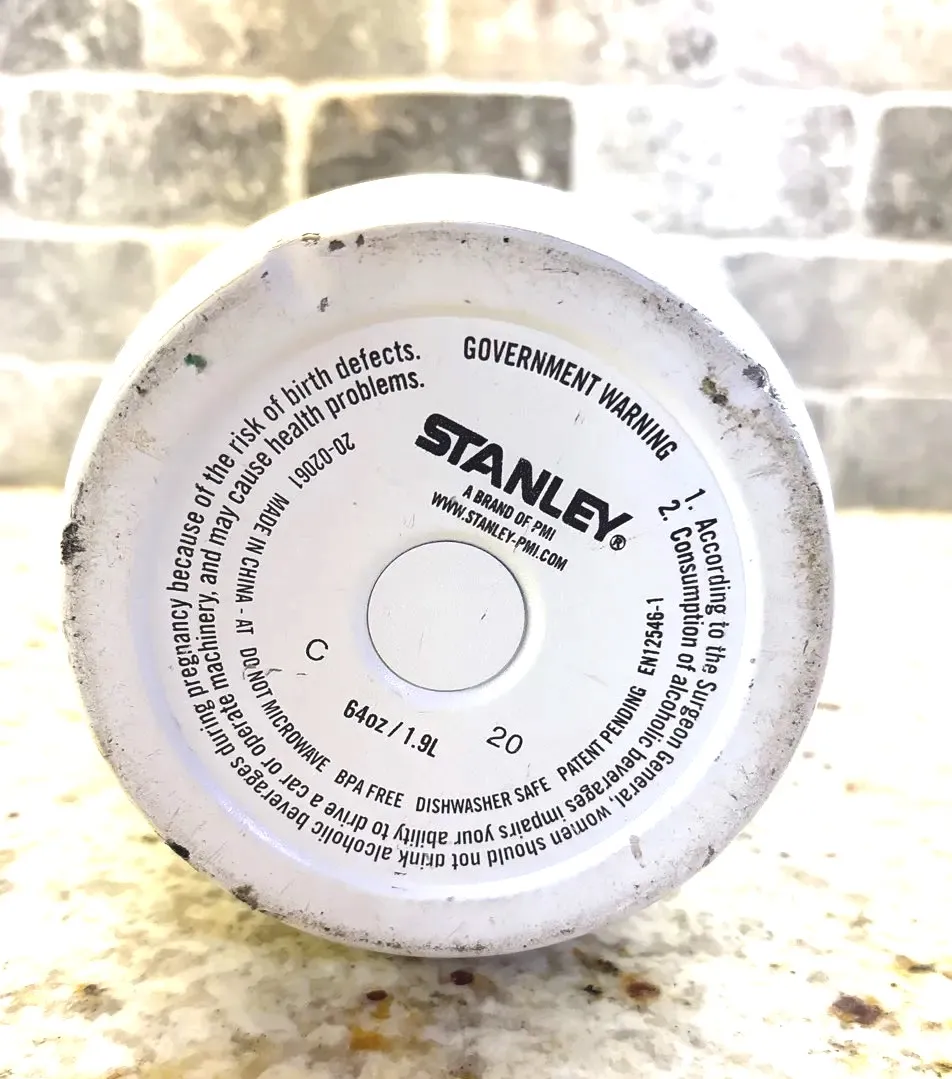 GOVERNMENT WARNING
1. According to the Surgeon General, women should not drink alcoholic beverages during pregnancy because of the risk of birth defects.
2. Consumption of alcoholic beverages impairs your ability to drive a car or operate machinery, and may cause health problems.
STANLEY®
A BRAND OF PMI
WWW.STANLEY-PMI.COM
20-02061 MADE IN CHINA - AT DO NOT MICROWAVE BPA FREE DISHWASHER SAFE PATENT PENDING EN12546-1
C
64oz / 1.9L
20